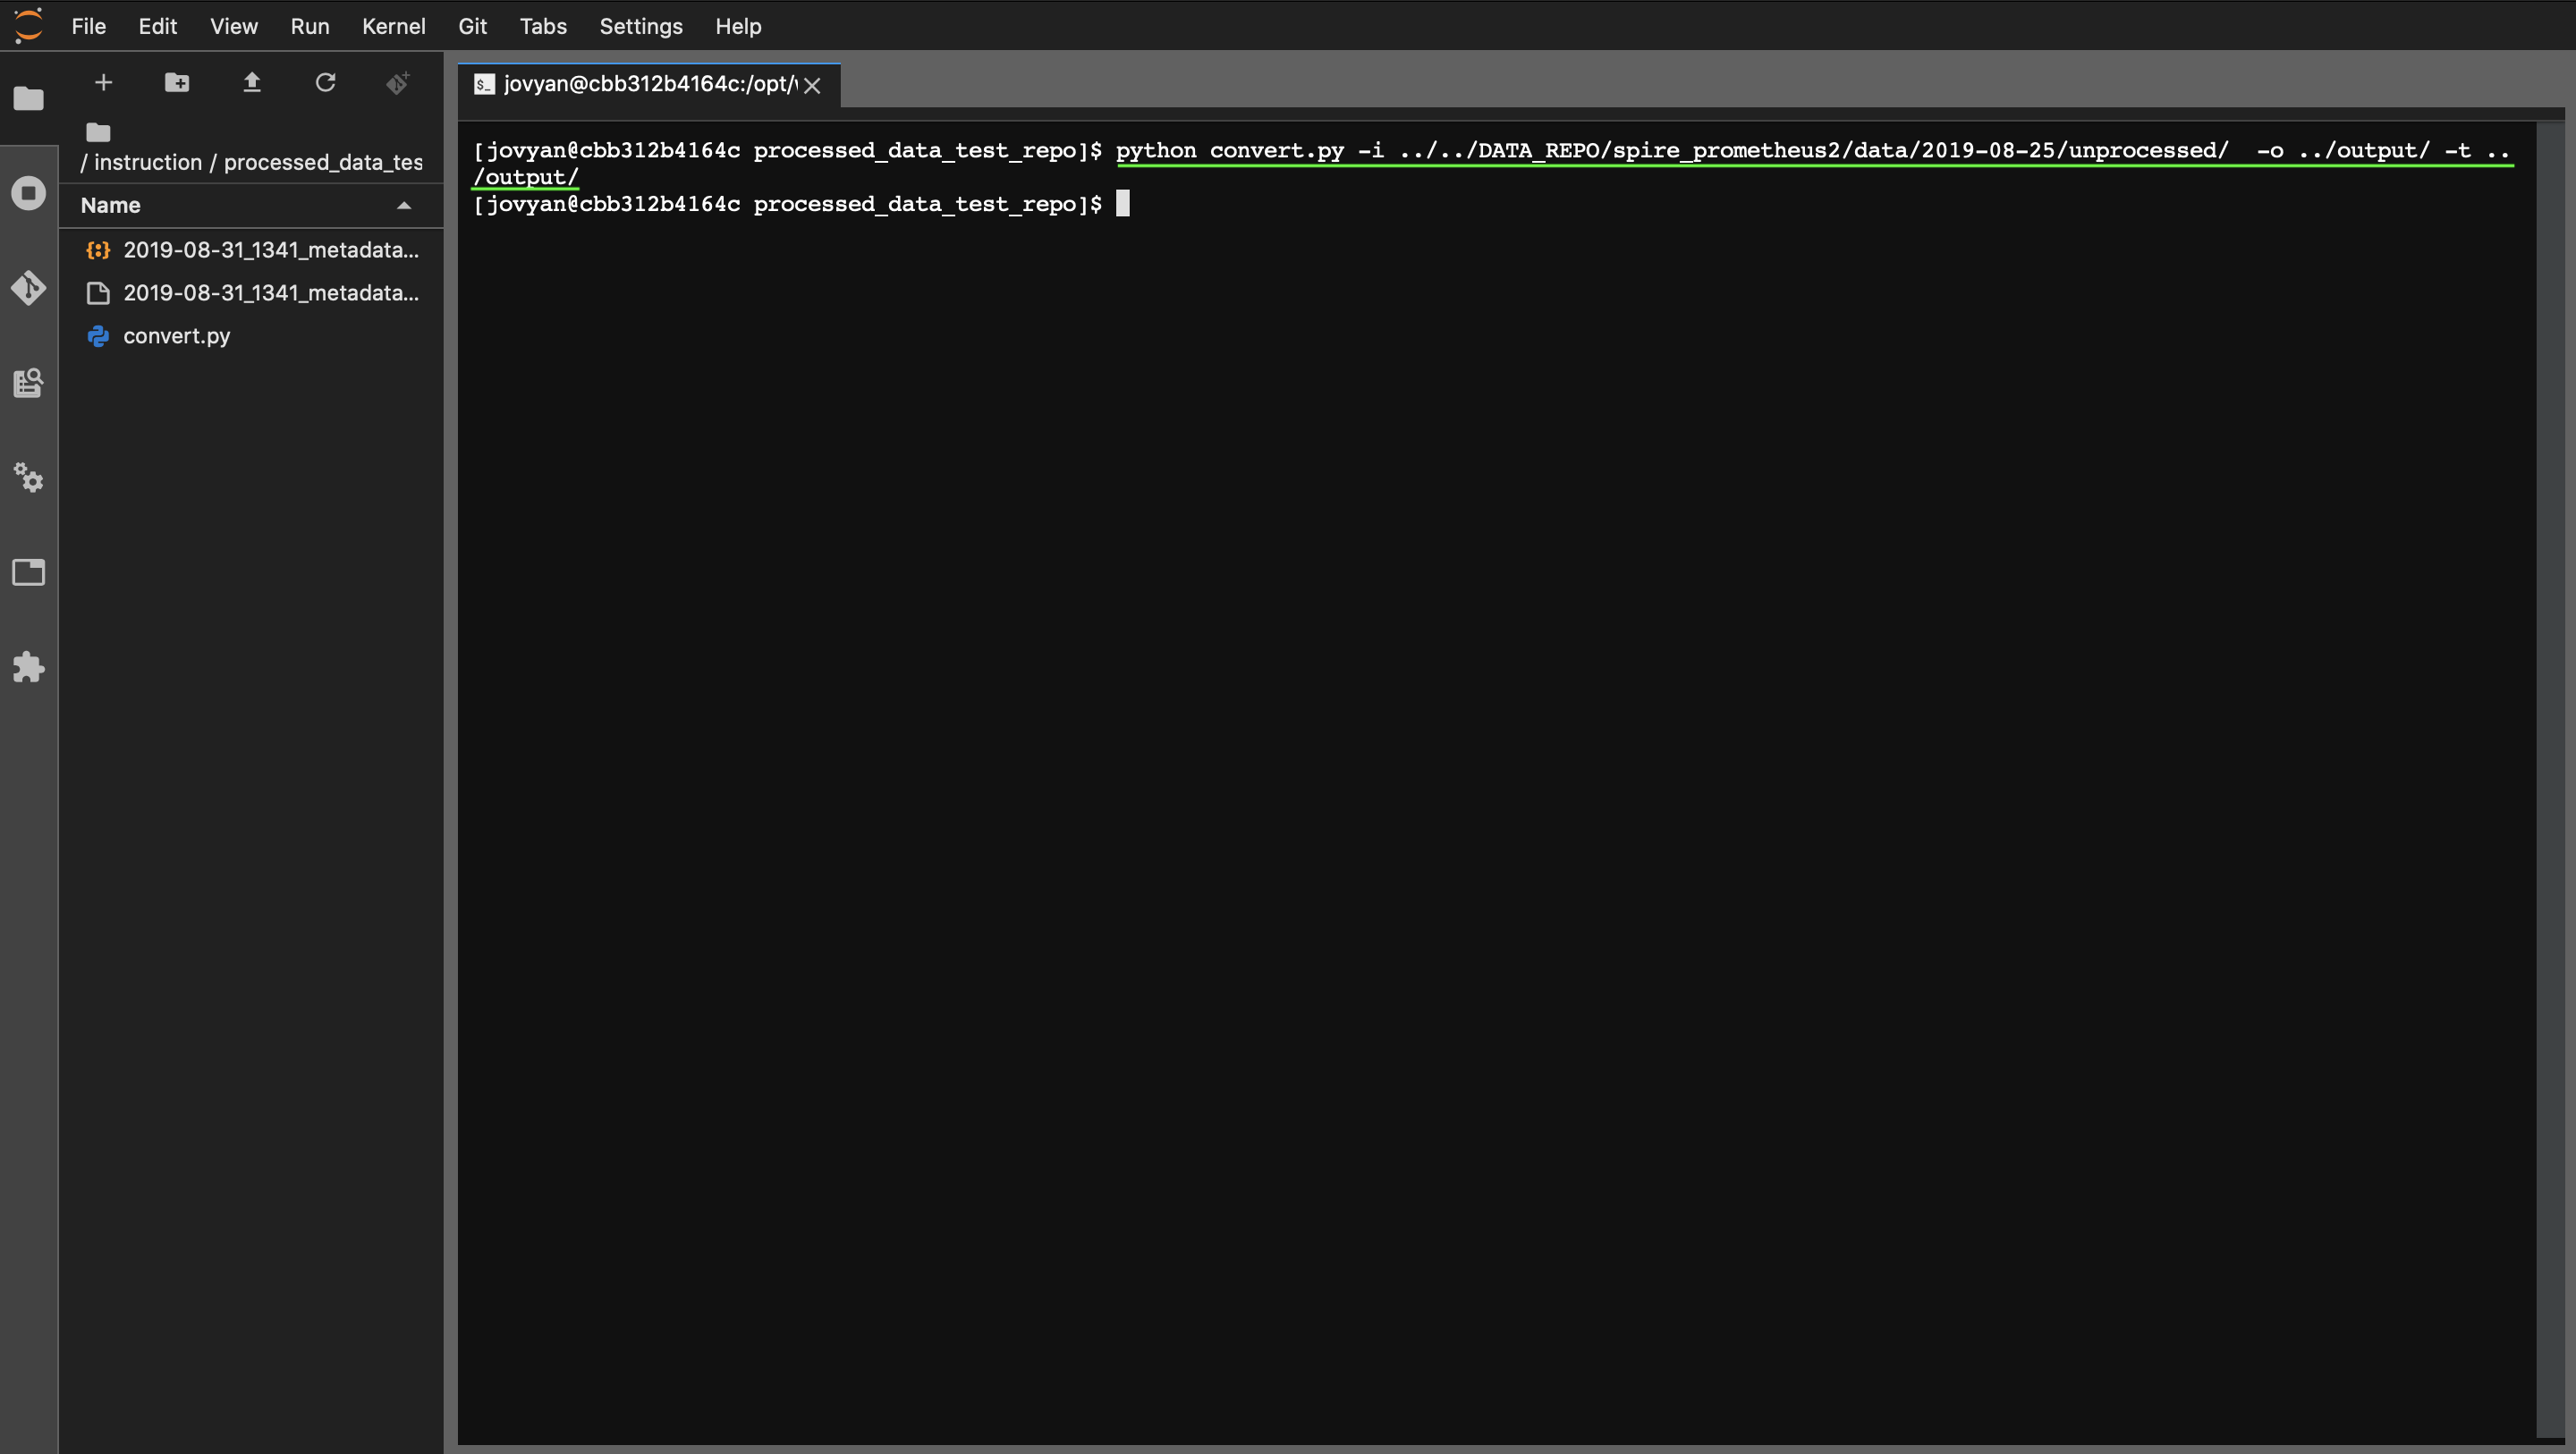 File Edit View Run Kernel Git Tabs Settings Help
/ instruction / processed_data_tes
Name
2019-08-31_1341_metadata...
2019-08-31_1341_metadata...
convert.py
$_ jovyan@cbb312b4164c:/opt/
[jovyan@cbb312b4164c processed_data_test_repo]$ python convert.py -i ../../DATA_REPO/spire_prometheus2/data/2019-08-25/unprocessed/  -o ../output/ -t ..
/output/
[jovyan@cbb312b4164c processed_data_test_repo]$